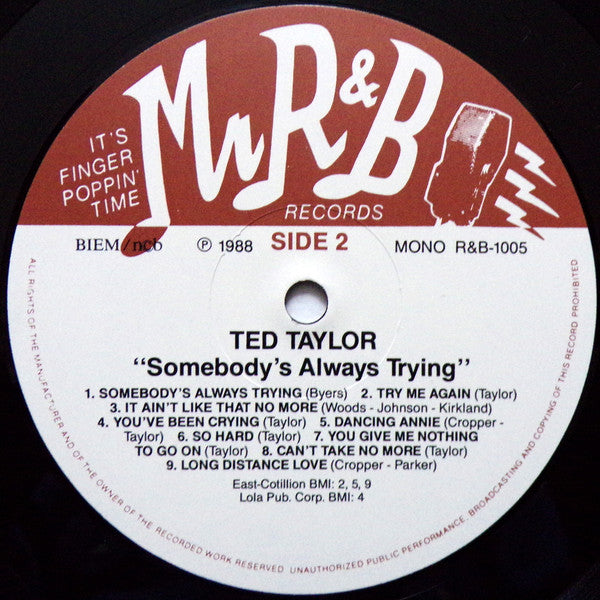 Mr R&B
RECORDS
IT'S
FINGER
POPPIN'
TIME
BIEM/ncb
℗ 1988
SIDE 2
MONO R&B-1005
TED TAYLOR
"Somebody's Always Trying"
1. SOMEBODY'S ALWAYS TRYING (Byers) 2. TRY ME AGAIN (Taylor)
3. IT AIN'T LIKE THAT NO MORE (Woods - Johnson - Kirkland)
4. YOU'VE BEEN CRYING (Taylor) 5. DANCING ANNIE (Cropper -
Taylor) 6. SO HARD (Taylor) 7. YOU GIVE ME NOTHING
TO GO ON (Taylor) 8. CAN'T TAKE NO MORE (Taylor)
9. LONG DISTANCE LOVE (Cropper - Parker)
East-Cotillion BMI: 2, 5, 9
Lola Pub. Corp. BMI: 4
ALL RIGHTS OF THE MANUFACTURER AND OF THE OWNER OF THE RECORDED WORK RESERVED. UNAUTHORIZED PUBLIC PERFORMANCE, BROADCASTING AND COPYING OF THIS RECORD PROHIBITED